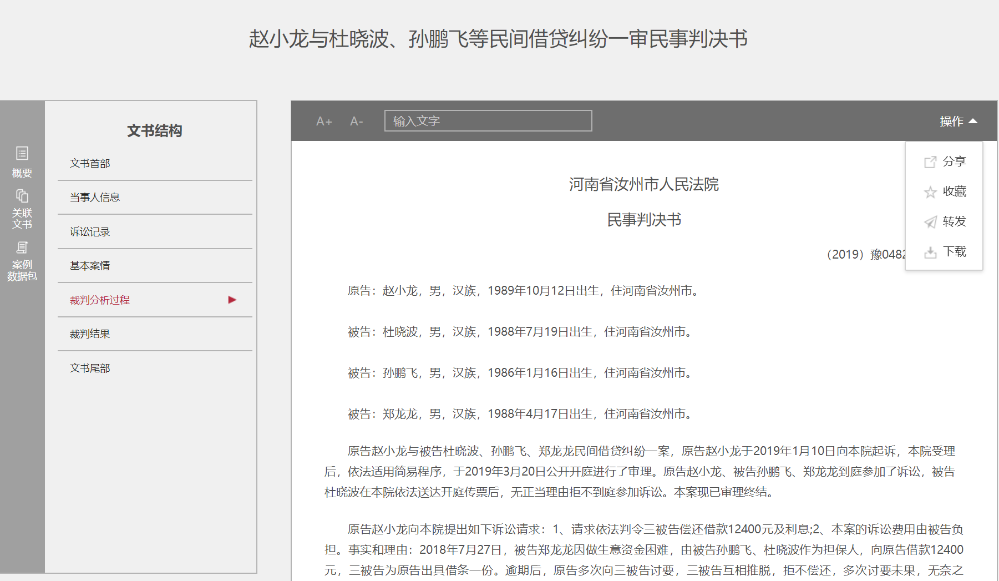 赵小龙与杜晓波、孙鹏飞等民间借贷纠纷一审民事判决书
概要
关联
文书
案例
数据包
文书结构
文书首部
当事人信息
诉讼记录
基本案情
裁判分析过程
裁判结果
文书尾部
A+ A- 输入文字 操作
分享
收藏
转发
下载
河南省汝州市人民法院
民事判决书
（2019）豫0482
原告：赵小龙，男，汉族，1989年10月12日出生，住河南省汝州市。
被告：杜晓波，男，汉族，1988年7月19日出生，住河南省汝州市。
被告：孙鹏飞，男，汉族，1986年1月16日出生，住河南省汝州市。
被告：郑龙龙，男，汉族，1988年4月17日出生，住河南省汝州市。
原告赵小龙与被告杜晓波、孙鹏飞、郑龙龙民间借贷纠纷一案，原告赵小龙于2019年1月10日向本院起诉，本院受理
后，依法适用简易程序，于2019年3月20日公开开庭进行了审理。原告赵小龙、被告孙鹏飞、郑龙龙到庭参加了诉讼，被告
杜晓波在本院依法送达开庭传票后，无正当理由拒不到庭参加诉讼。本案现已审理终结。
原告赵小龙向本院提出如下诉讼请求：1、请求依法判令三被告偿还借款12400元及利息;2、本案的诉讼费用由被告负
担。事实和理由：2018年7月27日，被告郑龙龙因做生意资金困难，由被告孙鹏飞、杜晓波作为担保人，向原告借款12400
元，三被告为原告出具借条一份。逾期后，原告多次向三被告讨要，三被告互相推脱，拒不偿还，多次讨要未果，无奈之